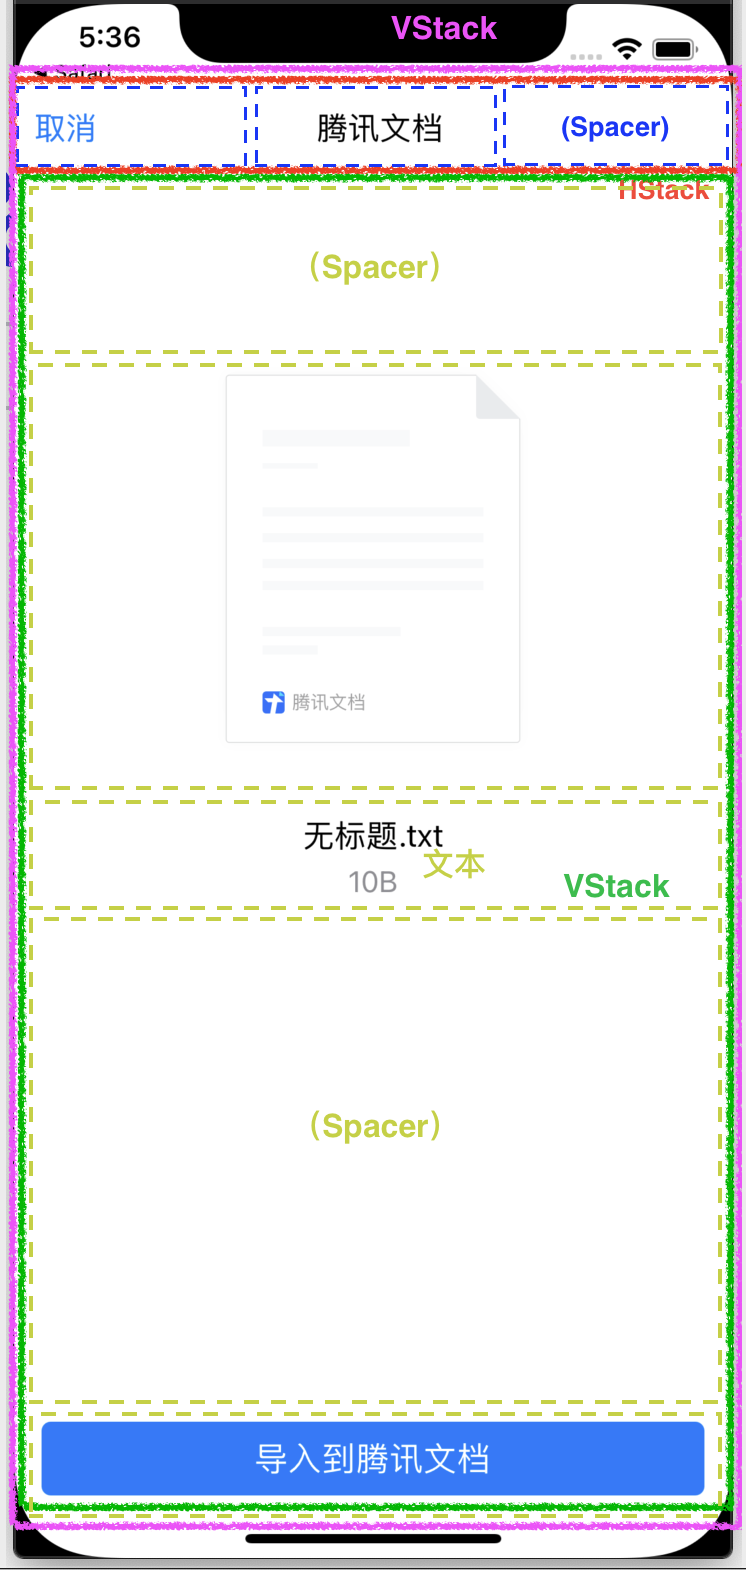 5:36
VStack
Safari
取消
腾讯文档
(Spacer)
HStack
(Spacer)
腾讯文档
无标题.txt
文本
10B
VStack
(Spacer)
导入到腾讯文档